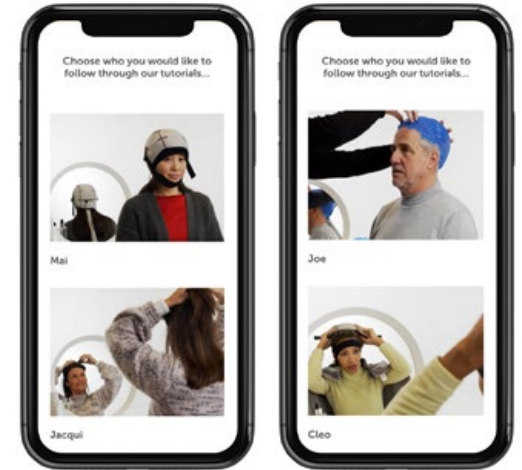 Choose who you would like to
follow through our tutorials...
Mai
Jacqui
Choose who you would like to
follow through our tutorials...
Joe
Cleo